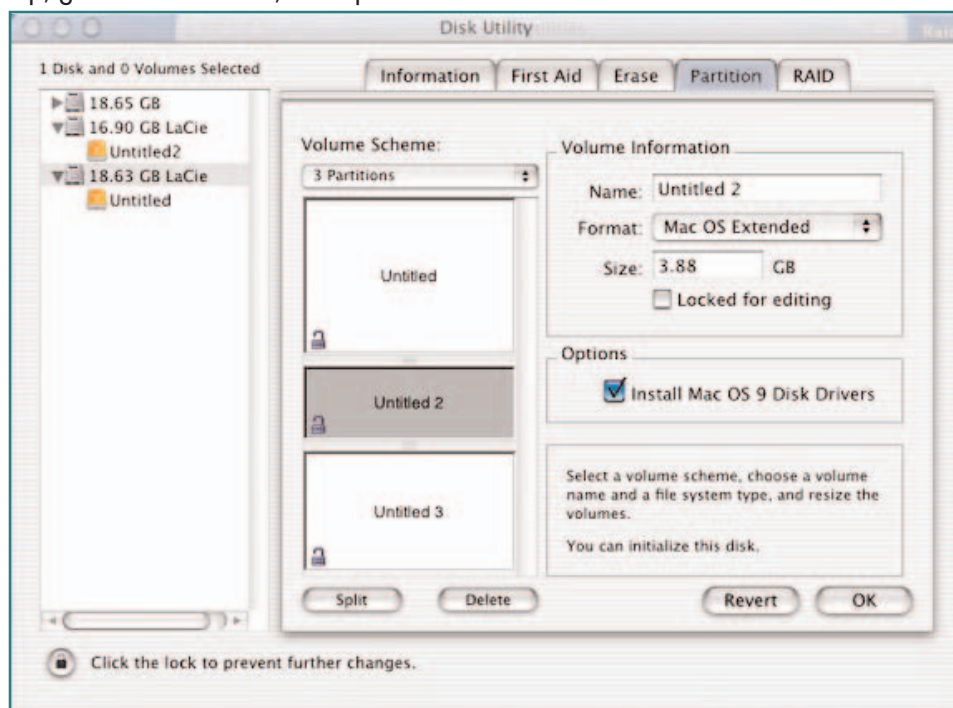 Disk Utility
1 Disk and 0 Volumes Selected
18.65 GB
16.90 GB LaCie
Untitled2
18.63 GB LaCie
Untitled
Information First Aid Erase Partition RAID
Volume Scheme:
3 Partitions
Untitled
Untitled 2
Untitled 3
Split Delete
Volume Information
Name: Untitled 2
Format: Mac OS Extended
Size: 3.88 GB
Locked for editing
Options
Install Mac OS 9 Disk Drivers
Select a volume scheme, choose a volume
name and a file system type, and resize the
volumes.
You can initialize this disk.
Revert OK
Click the lock to prevent further changes.